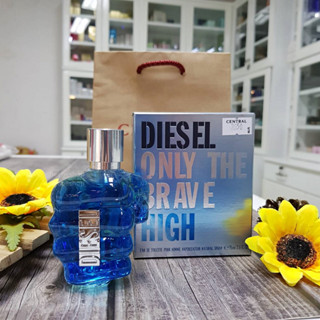 DIESEL
ONLY THE
BRAVE
HIGH
CENTRAL
DIESEL